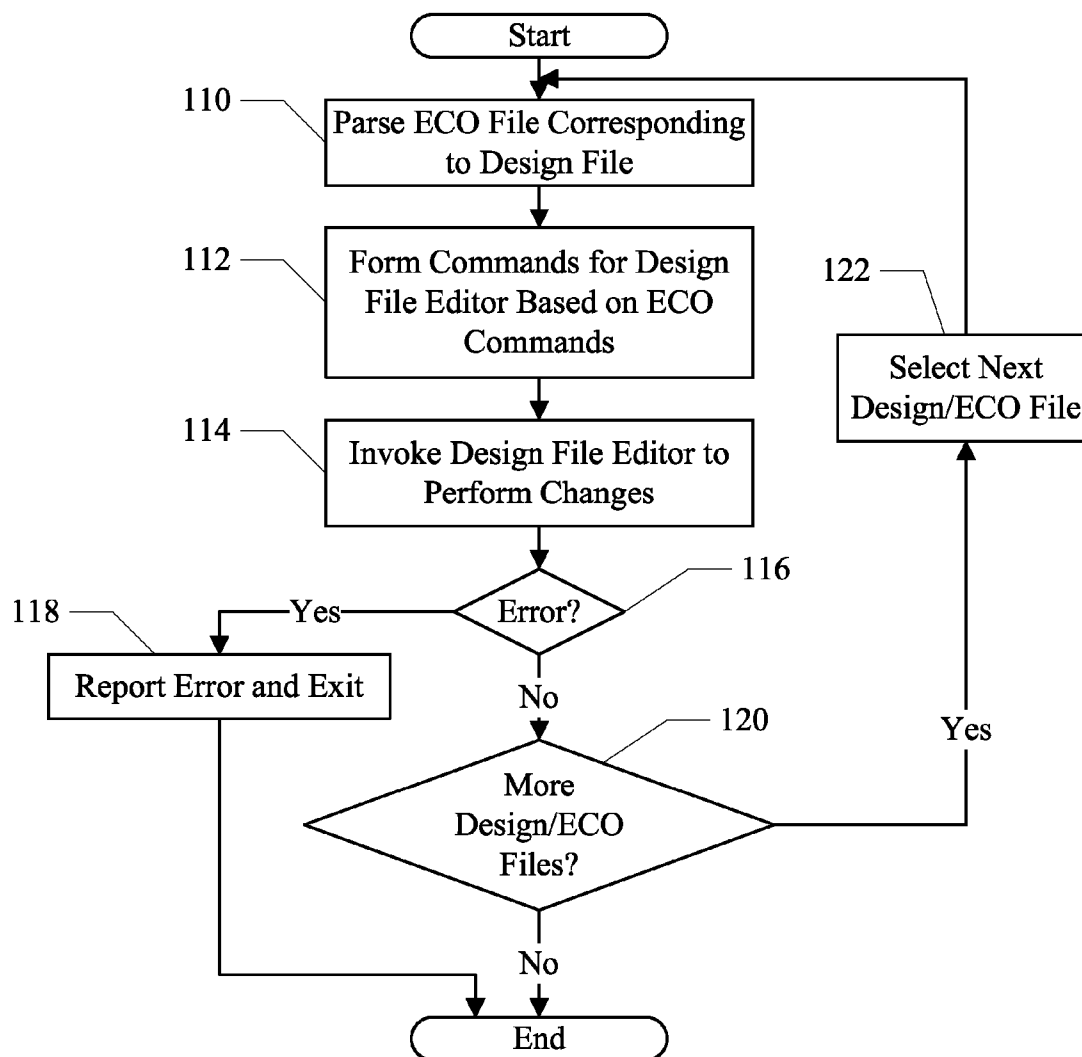 Start
110
Parse ECO File Corresponding
to Design File
112
Form Commands for Design
File Editor Based on ECO
Commands
122
Select Next
Design/ECO File
114
Invoke Design File Editor to
Perform Changes
116
Error?
Yes
118
Report Error and Exit
No
120
Yes
More
Design/ECO
Files?
No
End